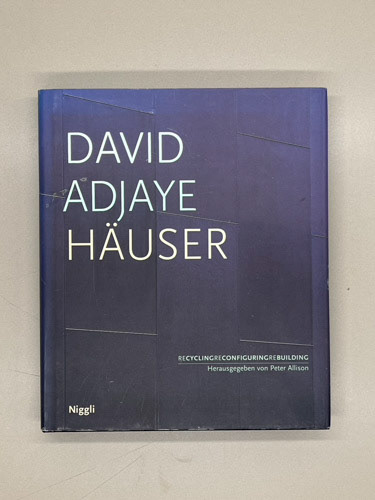 DAVID
ADJAYE
HÄUSER
RECYCLINGRECONFIGURINGREBUILDING
Herausgegeben von Peter Allison
Niggli